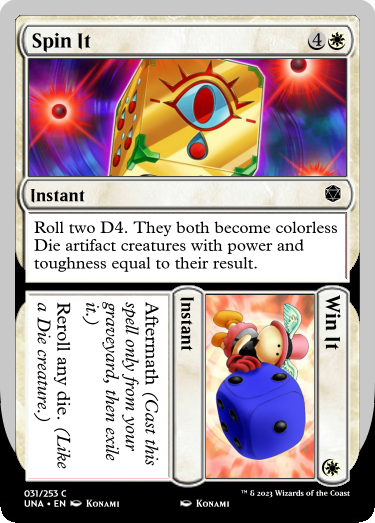 Spin It
4
Instant
Roll two D4. They both become colorless
Die artifact creatures with power and
toughness equal to their result.
Win It
Instant
Aftermath (Cast this
spell only from your
graveyard, then exile
it.)
Reroll any die. (Like
a Die creature.)
031/253 C
UNA • EN Konami Konami
™ & © 2023 Wizards of the Coast